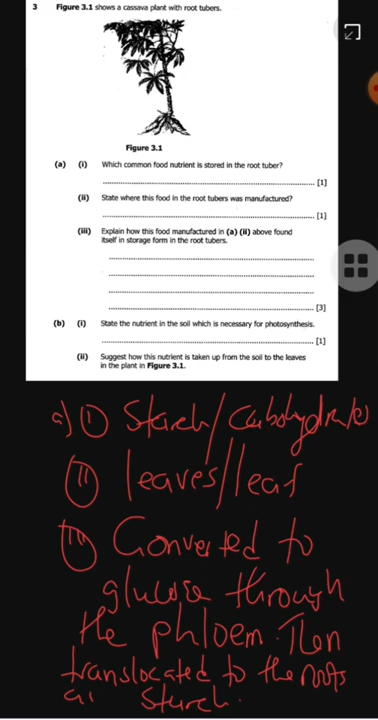 3 Figure 3.1 shows a cassava plant with root tubers.
Figure 3.1
(a) (i) Which common food nutrient is stored in the root tuber?
[1]
(ii) State where this food in the root tubers was manufactured?
[1]
(iii) Explain how this food manufactured in (a) (ii) above found
itself in storage form in the root tubers.
[3]
(b) (i) State the nutrient in the soil which is necessary for photosynthesis.
[1]
(ii) Suggest how this nutrient is taken up from the soil to the leaves
in the plant in Figure 3.1.
a) (i) Starch/Carbohydrates
(ii) leaves/leaf
(iii) Converted to
glucose through
the phloem. Then
translocated to the roots
as starch.